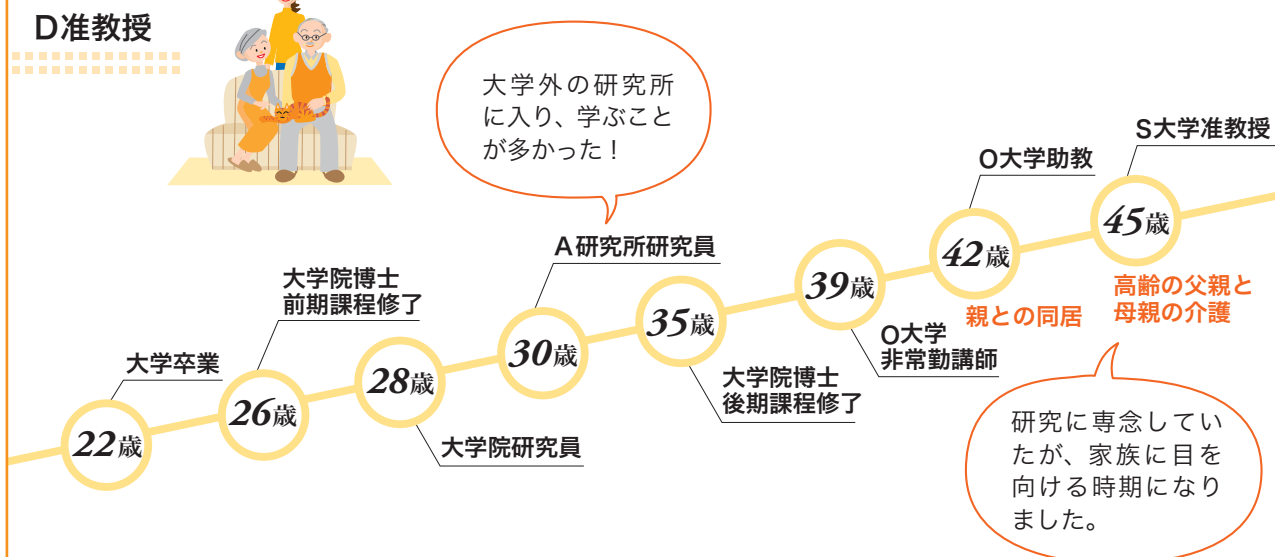 D准教授
大学外の研究所
に入り、学ぶこと
が多かった！
22歳
大学卒業
26歳
大学院博士
前期課程修了
28歳
大学院研究員
30歳
A研究所研究員
35歳
大学院博士
後期課程修了
39歳
O大学
非常勤講師
42歳
O大学助教
親との同居
45歳
S大学准教授
高齢の父親と
母親の介護
研究に専念してい
たが、家族に目を
向ける時期になり
ました。